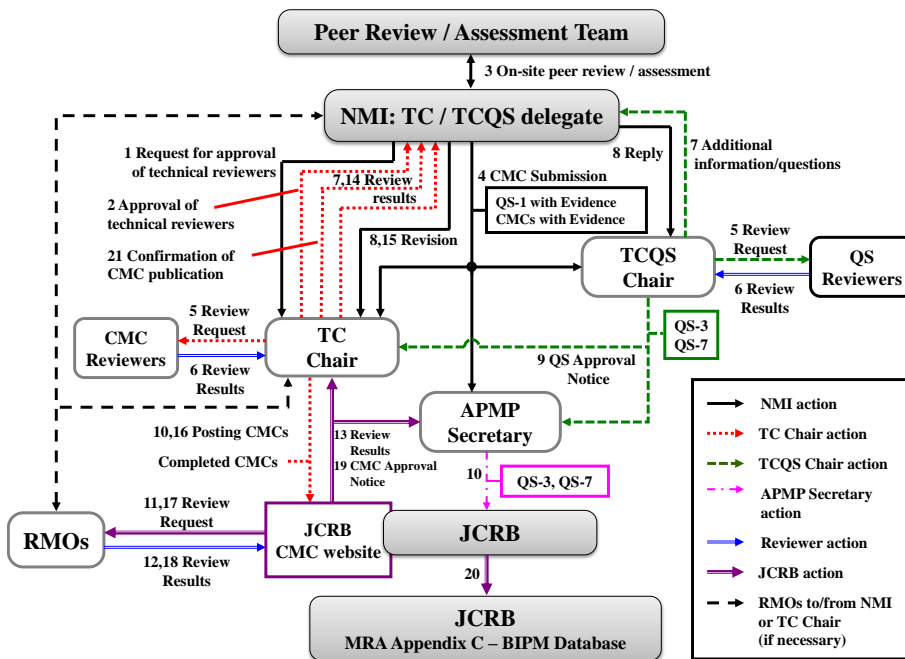 Peer Review / Assessment Team
3 On-site peer review / assessment
NMI: TC / TCQS delegate
1 Request for approval
of technical reviewers
2 Approval of
technical reviewers
7,14 Review
results
21 Confirmation of
CMC publication
8,15 Revision
4 CMC Submission
QS-1 with Evidence
CMCs with Evidence
8 Reply
7 Additional
information/questions
TCQS
Chair
5 Review
Request
6 Review
Results
QS
Reviewers
CMC
Reviewers
5 Review
Request
6 Review
Results
TC
Chair
QS-3
QS-7
9 QS Approval
Notice
APMP
Secretary
10,16 Posting CMCs
Completed CMCs
13 Review
Results
19 CMC Approval
Notice
10
QS-3, QS-7
RMOs
11,17 Review
Request
12,18 Review
Results
JCRB
CMC website
JCRB
20
JCRB
MRA Appendix C – BIPM Database
NMI action
TC Chair action
TCQS Chair action
APMP Secretary
action
Reviewer action
JCRB action
RMOs to/from NMI
or TC Chair
(if necessary)